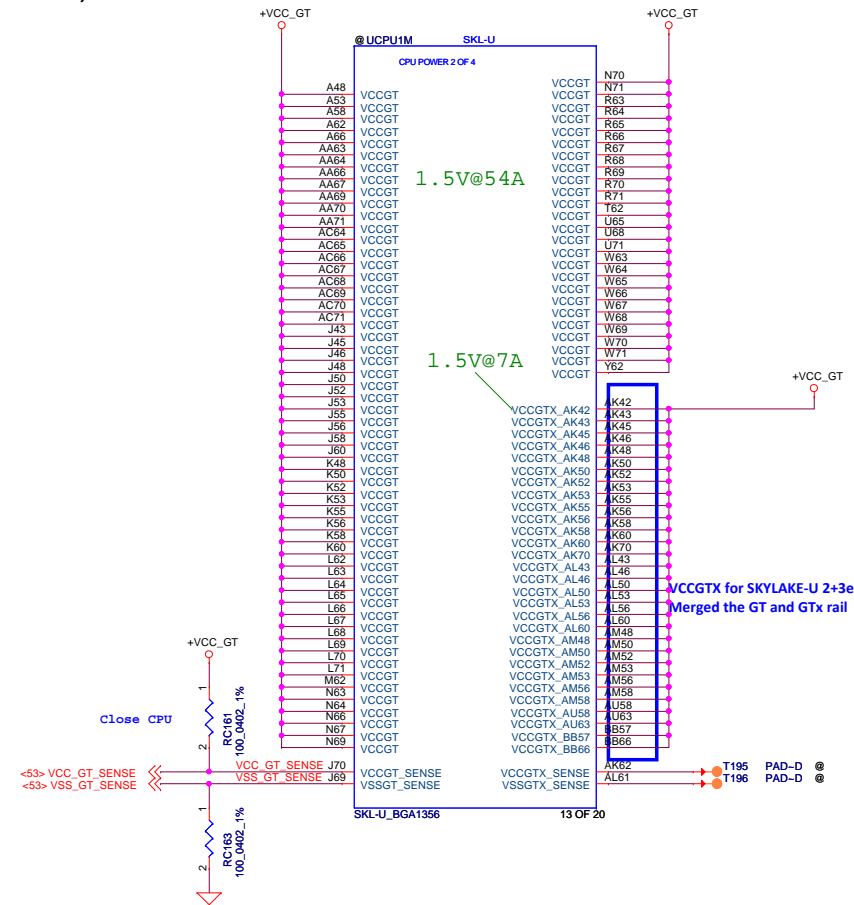 +VCC_GT
+VCC_GT
@ UCPU1M SKL-U
CPU POWER 2 OF 4
A48 VCCGT
A53 VCCGT
A58 VCCGT
A62 VCCGT
A66 VCCGT
AA63 VCCGT
AA64 VCCGT
AA66 VCCGT
AA67 VCCGT
AA69 VCCGT
AA70 VCCGT
AA71 VCCGT
AC64 VCCGT
AC65 VCCGT
AC66 VCCGT
AC67 VCCGT
AC68 VCCGT
AC69 VCCGT
AC70 VCCGT
AC71 VCCGT
J43 VCCGT
J45 VCCGT
J46 VCCGT
J48 VCCGT
J50 VCCGT
J52 VCCGT
J53 VCCGT
J55 VCCGT
J56 VCCGT
J58 VCCGT
J60 VCCGT
K48 VCCGT
K50 VCCGT
K52 VCCGT
K53 VCCGT
K55 VCCGT
K56 VCCGT
K58 VCCGT
K60 VCCGT
L62 VCCGT
L63 VCCGT
L64 VCCGT
L65 VCCGT
L66 VCCGT
L67 VCCGT
L68 VCCGT
L69 VCCGT
L70 VCCGT
L71 VCCGT
M62 VCCGT
N63 VCCGT
N64 VCCGT
N66 VCCGT
N67 VCCGT
N69 VCCGT
1.5V@54A
1.5V@7A
VCCGT N70
VCCGT N71
VCCGT R63
VCCGT R64
VCCGT R65
VCCGT R66
VCCGT R67
VCCGT R68
VCCGT R69
VCCGT R70
VCCGT R71
VCCGT T62
VCCGT U65
VCCGT U68
VCCGT U71
VCCGT W63
VCCGT W64
VCCGT W65
VCCGT W66
VCCGT W67
VCCGT W68
VCCGT W69
VCCGT W70
VCCGT W71
VCCGT Y62
+VCC_GT
VCCGTX_AK42 AK42
VCCGTX_AK43 AK43
VCCGTX_AK45 AK45
VCCGTX_AK46 AK46
VCCGTX_AK48 AK48
VCCGTX_AK50 AK50
VCCGTX_AK52 AK52
VCCGTX_AK53 AK53
VCCGTX_AK55 AK55
VCCGTX_AK56 AK56
VCCGTX_AK58 AK58
VCCGTX_AK60 AK60
VCCGTX_AK70 AK70
VCCGTX_AL43 AL43
VCCGTX_AL46 AL46
VCCGTX_AL50 AL50
VCCGTX_AL53 AL53
VCCGTX_AL56 AL56
VCCGTX_AL60 AL60
VCCGTX_AM48 AM48
VCCGTX_AM50 AM50
VCCGTX_AM52 AM52
VCCGTX_AM53 AM53
VCCGTX_AM56 AM56
VCCGTX_AM58 AM58
VCCGTX_AU58 AU58
VCCGTX_AU63 AU63
VCCGTX_BB57 BB57
VCCGTX_BB66 BB66
VCCGTX for SKYLAKE-U 2+3e
Merged the GT and GTx rail
+VCC_GT
Close CPU
1
2
RC161
100_0402_1%
<53> VCC_GT_SENSE VCC_GT_SENSE J70 VCCGT_SENSE VCCGTX_SENSE AK62 T195 PAD~D @
<53> VSS_GT_SENSE VSS_GT_SENSE J69 VSSGT_SENSE VSSGTX_SENSE AL61 T196 PAD~D @
1
2
RC163
100_0402_1%
SKL-U_BGA1356 13 OF 20